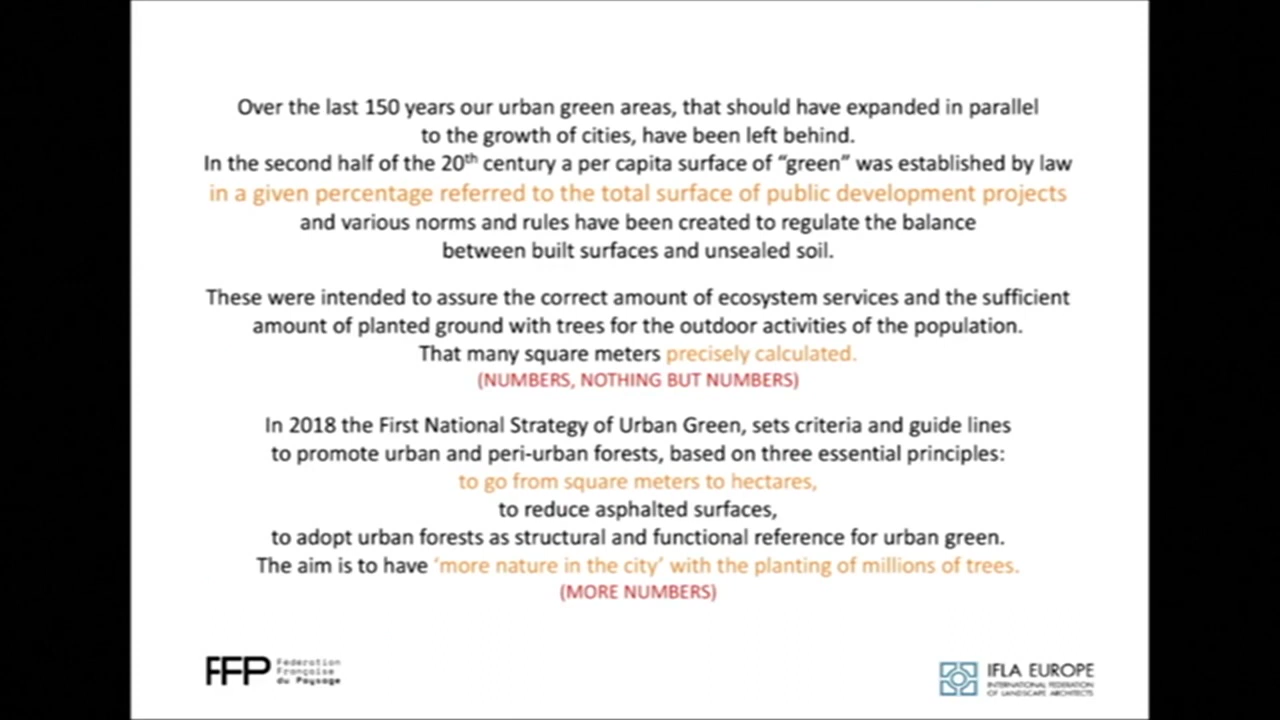 Over the last 150 years our urban green areas, that should have expanded in parallel
to the growth of cities, have been left behind.
In the second half of the 20th century a per capita surface of “green” was established by law
in a given percentage referred to the total surface of public development projects
and various norms and rules have been created to regulate the balance
between built surfaces and unsealed soil.
These were intended to assure the correct amount of ecosystem services and the sufficient
amount of planted ground with trees for the outdoor activities of the population.
That many square meters precisely calculated.
(NUMBERS, NOTHING BUT NUMBERS)
In 2018 the First National Strategy of Urban Green, sets criteria and guide lines
to promote urban and peri-urban forests, based on three essential principles:
to go from square meters to hectares,
to reduce asphalted surfaces,
to adopt urban forests as structural and functional reference for urban green.
The aim is to have ‘more nature in the city’ with the planting of millions of trees.
(MORE NUMBERS)
FFP
Fédération
Française
du Paysage
IFLA EUROPE
INTERNATIONAL FEDERATION
OF LANDSCAPE ARCHITECTS